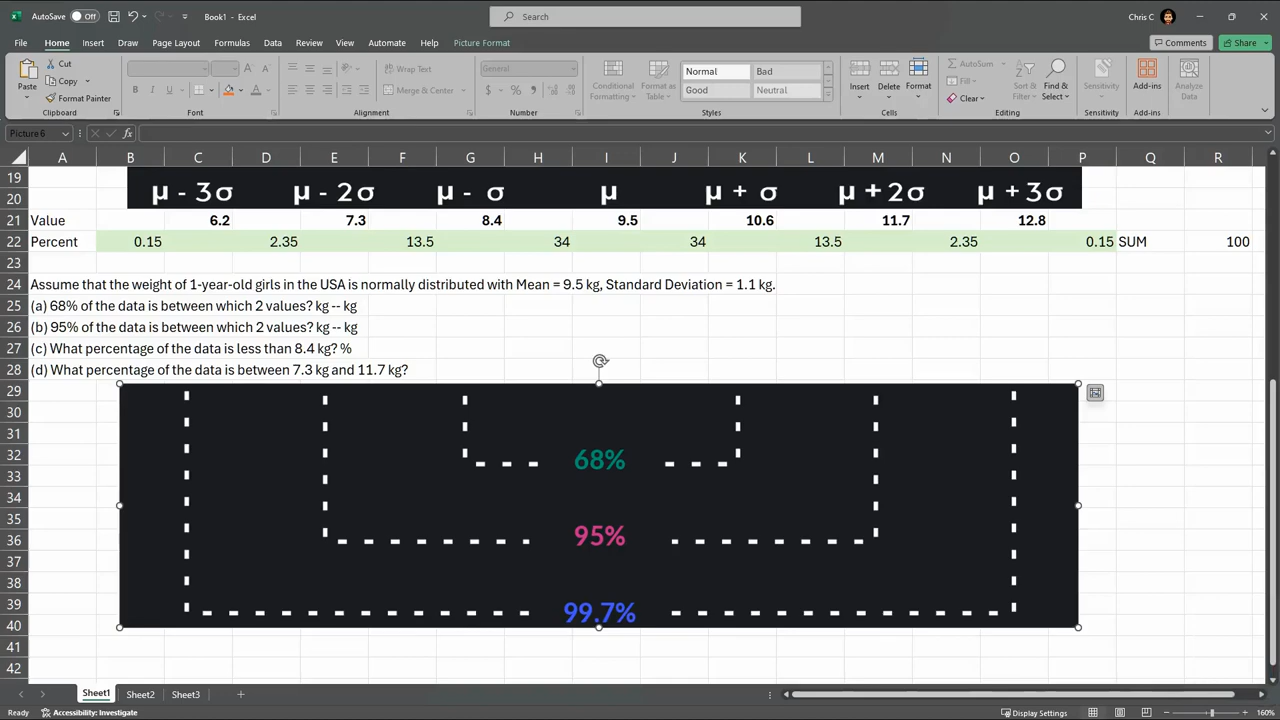 AutoSave Off Book1 - Excel Search Chris C
File Home Insert Draw Page Layout Formulas Data Review View Automate Help Picture Format Comments Share
Paste Cut Copy Format Painter Clipboard
B I U A A Font
Wrap Text Merge & Center Alignment
General $ % Number
Conditional Formatting Format as Table Normal Bad Good Neutral Styles
Insert Delete Format Cells
AutoSum Fill Clear Sort & Filter Find & Select Editing
Sensitivity Sensitivity
Add-ins Add-ins
Analyze Data
Picture 6 fx
A B C D E F G H I J K L M N O P Q R
19
20 μ - 3σ μ - 2σ μ - σ μ μ + σ μ + 2σ μ + 3σ
21 Value 6.2 7.3 8.4 9.5 10.6 11.7 12.8
22 Percent 0.15 2.35 13.5 34 34 13.5 2.35 0.15 SUM 100
23
24 Assume that the weight of 1-year-old girls in the USA is normally distributed with Mean = 9.5 kg, Standard Deviation = 1.1 kg.
25 (a) 68% of the data is between which 2 values? kg -- kg
26 (b) 95% of the data is between which 2 values? kg -- kg
27 (c) What percentage of the data is less than 8.4 kg? %
28 (d) What percentage of the data is between 7.3 kg and 11.7 kg?
29
30
31
32 68%
33
34
35
36 95%
37
38
39 99.7%
40
41
42
Sheet1 Sheet2 Sheet3
Ready Accessibility: Investigate Display Settings 160%